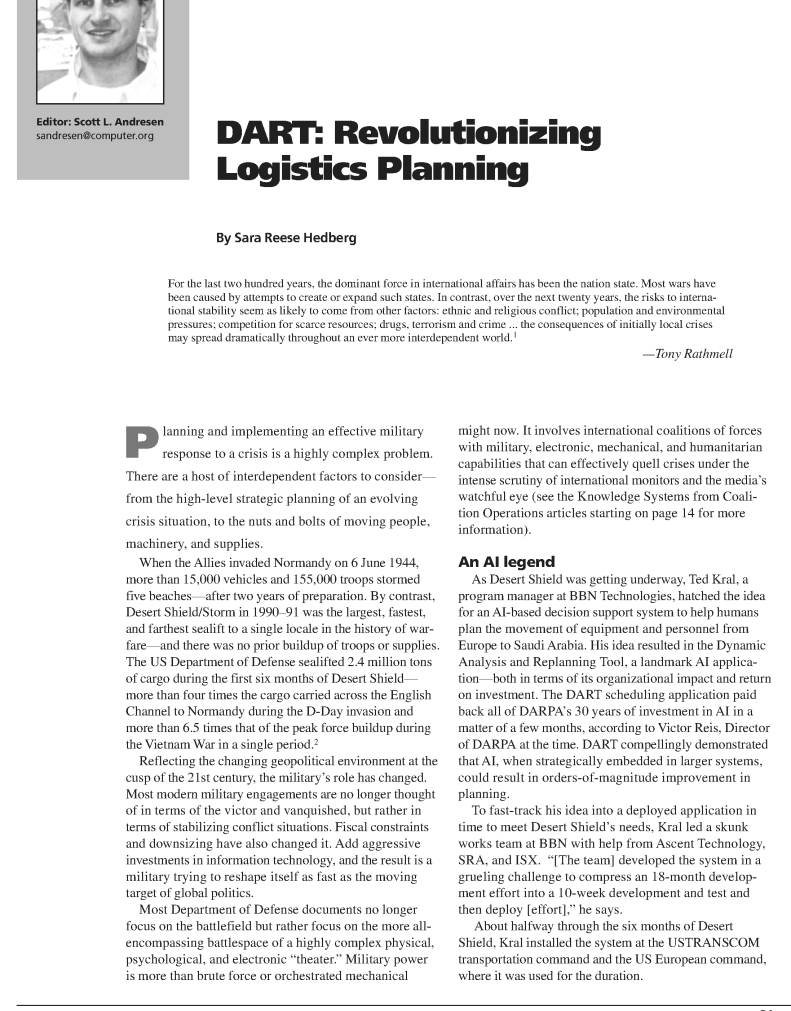 Editor: Scott L. Andresen
sandresen@computer.org
DART: Revolutionizing
Logistics Planning
By Sara Reese Hedberg
For the last two hundred years, the dominant force in international affairs has been the nation state. Most wars have
been caused by attempts to create or expand such states. In contrast, over the next twenty years, the risks to interna-
tional stability seem as likely to come from other factors: ethnic and religious conflict; population and environmental
pressures; competition for scarce resources; drugs, terrorism and crime ... the consequences of initially local crises
may spread dramatically throughout an ever more interdependent world.1
—Tony Rathmell
Planning and implementing an effective military
response to a crisis is a highly complex problem.
There are a host of interdependent factors to consider—
from the high-level strategic planning of an evolving
crisis situation, to the nuts and bolts of moving people,
machinery, and supplies.
When the Allies invaded Normandy on 6 June 1944,
more than 15,000 vehicles and 155,000 troops stormed
five beaches—after two years of preparation. By contrast,
Desert Shield/Storm in 1990–91 was the largest, fastest,
and farthest sealift to a single locale in the history of war-
fare—and there was no prior buildup of troops or supplies.
The US Department of Defense sealifted 2.4 million tons
of cargo during the first six months of Desert Shield—
more than four times the cargo carried across the English
Channel to Normandy during the D-Day invasion and
more than 6.5 times that of the peak force buildup during
the Vietnam War in a single period.2
Reflecting the changing geopolitical environment at the
cusp of the 21st century, the military's role has changed.
Most modern military engagements are no longer thought
of in terms of the victor and vanquished, but rather in
terms of stabilizing conflict situations. Fiscal constraints
and downsizing have also changed it. Add aggressive
investments in information technology, and the result is a
military trying to reshape itself as fast as the moving
target of global politics.
Most Department of Defense documents no longer
focus on the battlefield but rather focus on the more all-
encompassing battlespace of a highly complex physical,
psychological, and electronic “theater.” Military power
is more than brute force or orchestrated mechanical
might now. It involves international coalitions of forces
with military, electronic, mechanical, and humanitarian
capabilities that can effectively quell crises under the
intense scrutiny of international monitors and the media's
watchful eye (see the Knowledge Systems from Coali-
tion Operations articles starting on page 14 for more
information).
An AI legend
As Desert Shield was getting underway, Ted Kral, a
program manager at BBN Technologies, hatched the idea
for an AI-based decision support system to help humans
plan the movement of equipment and personnel from
Europe to Saudi Arabia. His idea resulted in the Dynamic
Analysis and Replanning Tool, a landmark AI applica-
tion—both in terms of its organizational impact and return
on investment. The DART scheduling application paid
back all of DARPA's 30 years of investment in AI in a
matter of a few months, according to Victor Reis, Director
of DARPA at the time. DART compellingly demonstrated
that AI, when strategically embedded in larger systems,
could result in orders-of-magnitude improvement in
planning.
To fast-track his idea into a deployed application in
time to meet Desert Shield's needs, Kral led a skunk
works team at BBN with help from Ascent Technology,
SRA, and ISX. “[The team] developed the system in a
grueling challenge to compress an 18-month develop-
ment effort into a 10-week development and test and
then deploy [effort],” he says.
About halfway through the six months of Desert
Shield, Kral installed the system at the USTRANSCOM
transportation command and the US European command,
where it was used for the duration.